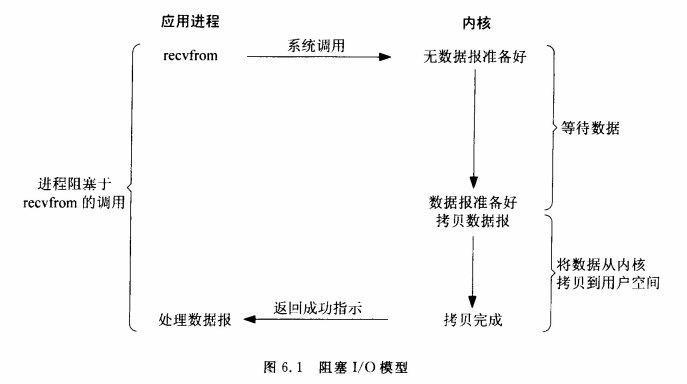 应用进程
内核
recvfrom
系统调用
无数据报准备好
等待数据
进程阻塞于
recvfrom 的调用
数据报准备好
拷贝数据报
将数据从内核
拷贝到用户空间
处理数据报
返回成功指示
拷贝完成
图 6.1 阻塞 I/O 模型